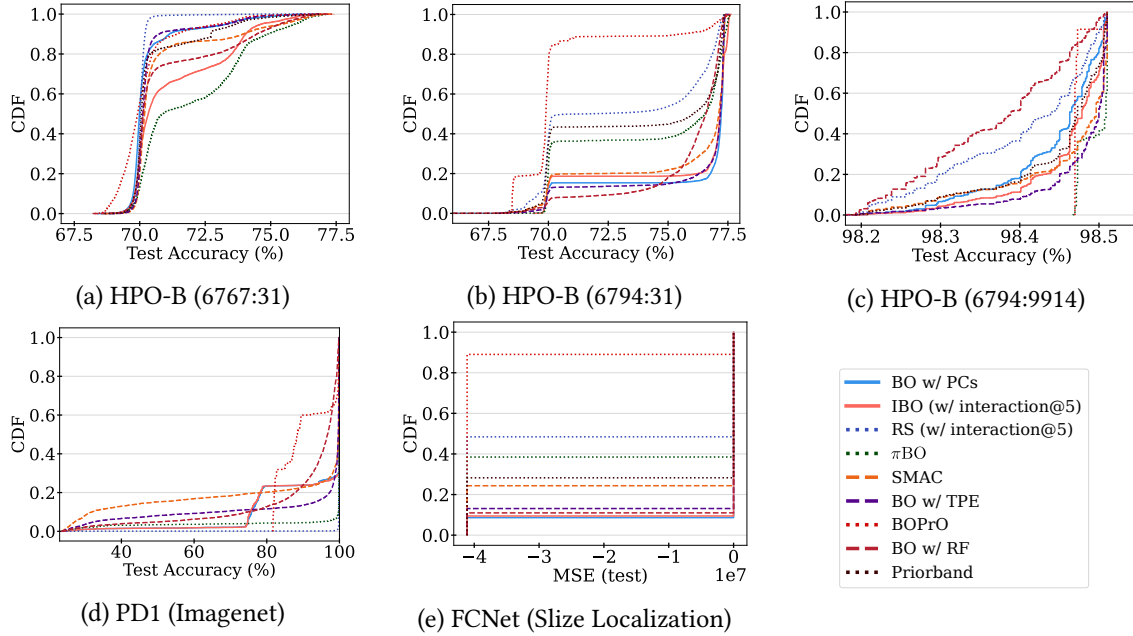 1.0
0.8
0.6
0.4
0.2
0.0
CDF
67.5 70.0 72.5 75.0 77.5
Test Accuracy (%)
(a) HPO-B (6767:31)
1.0
0.8
0.6
0.4
0.2
0.0
CDF
67.5 70.0 72.5 75.0 77.5
Test Accuracy (%)
(b) HPO-B (6794:31)
1.0
0.8
0.6
0.4
0.2
0.0
CDF
98.2 98.3 98.4 98.5
Test Accuracy (%)
(c) HPO-B (6794:9914)
1.0
0.8
0.6
0.4
0.2
0.0
CDF
40 60 80 100
Test Accuracy (%)
(d) PD1 (Imagenet)
1.0
0.8
0.6
0.4
0.2
0.0
CDF
−4 −3 −2 −1 0
MSE (test) 1e7
(e) FCNet (Slize Localization)
BO w/ PCs
IBO (w/ interaction@5)
RS (w/ interaction@5)
πBO
SMAC
BO w/ TPE
BOPrO
BO w/ RF
Priorband